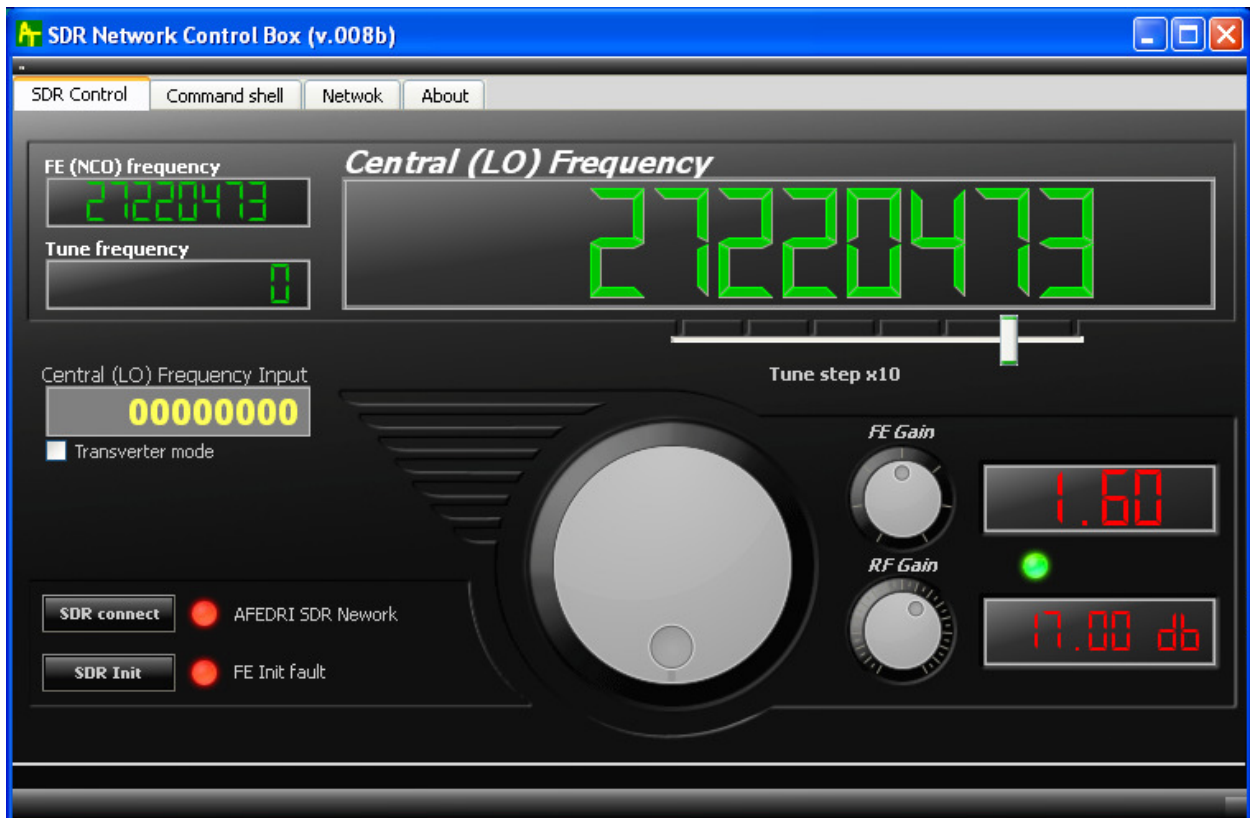 SDR Network Control Box (v.008b)
SDR Control Command shell Netwok About
FE (NCO) frequency
27220473
Tune frequency
0
Central (LO) Frequency
27220473
Tune step x10
Central (LO) Frequency Input
00000000
Transverter mode
FE Gain
1.60
RF Gain
17.00 db
SDR connect AFEDRI SDR Nework
SDR Init FE Init fault